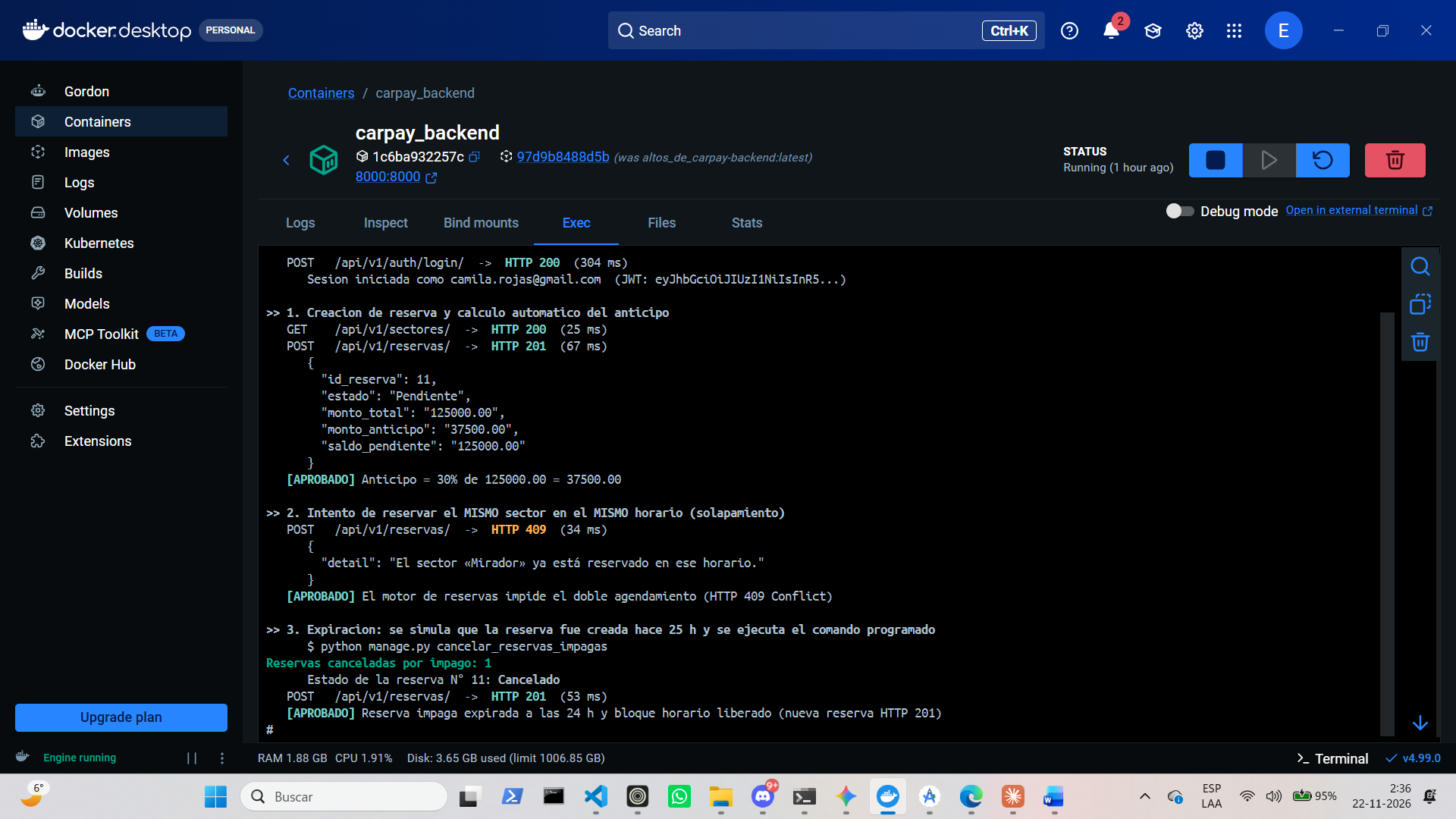 docker.desktop PERSONAL
Search Ctrl+K
2
E
Gordon
Containers
Images
Logs
Volumes
Kubernetes
Builds
Models
MCP Toolkit BETA
Docker Hub
Settings
Extensions
Upgrade plan
Containers / carpay_backend
carpay_backend
1c6ba932257c 97d9b8488d5b (was altos_de_carpay-backend:latest)
8000:8000
STATUS
Running (1 hour ago)
Logs Inspect Bind mounts Exec Files Stats
Debug mode Open in external terminal
POST /api/v1/auth/login/ -> HTTP 200 (304 ms)
Sesion iniciada como camila.rojas@gmail.com (JWT: eyJhbGciOiJIUzI1NiIsInR5...)
>> 1. Creacion de reserva y calculo automatico del anticipo
GET /api/v1/sectores/ -> HTTP 200 (25 ms)
POST /api/v1/reservas/ -> HTTP 201 (67 ms)
{
"id_reserva": 11,
"estado": "Pendiente",
"monto_total": "125000.00",
"monto_anticipo": "37500.00",
"saldo_pendiente": "125000.00"
}
[APROBADO] Anticipo = 30% de 125000.00 = 37500.00
>> 2. Intento de reservar el MISMO sector en el MISMO horario (solapamiento)
POST /api/v1/reservas/ -> HTTP 409 (34 ms)
{
"detail": "El sector «Mirador» ya está reservado en ese horario."
}
[APROBADO] El motor de reservas impide el doble agendamiento (HTTP 409 Conflict)
>> 3. Expiracion: se simula que la reserva fue creada hace 25 h y se ejecuta el comando programado
$ python manage.py cancelar_reservas_impagas
Reservas canceladas por impago: 1
Estado de la reserva N° 11: Cancelado
POST /api/v1/reservas/ -> HTTP 201 (53 ms)
[APROBADO] Reserva impaga expirada a las 24 h y bloque horario liberado (nueva reserva HTTP 201)
#
Engine running RAM 1.88 GB CPU 1.91% Disk: 3.65 GB used (limit 1006.85 GB) >_ Terminal v4.99.0
6°
Buscar
9+
ESP
LAA
95%
2:36
22-11-2026